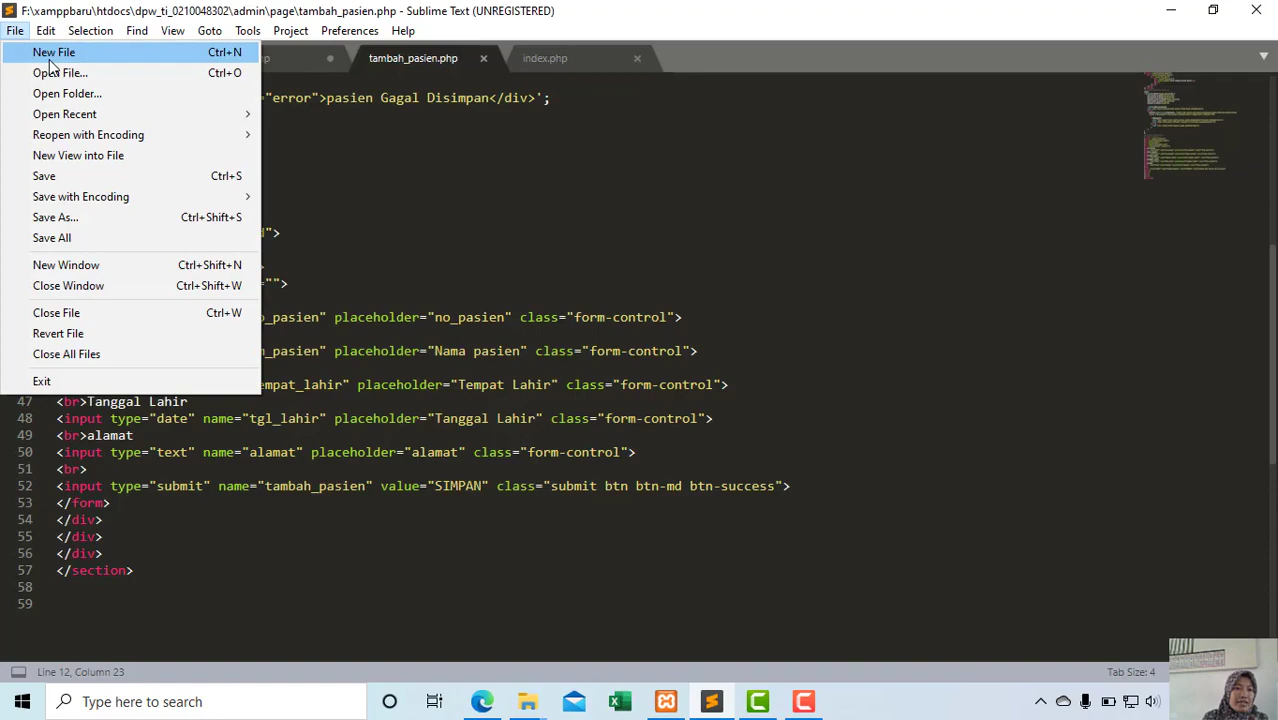 F:\xamppbaru\htdocs\dpw_ti_0210048302\admin\page\tambah_pasien.php - Sublime Text (UNREGISTERED)
File Edit Selection Find View Goto Tools Project Preferences Help
tambah_pasien.php index.php
New File Ctrl+N
Open File... Ctrl+O
Open Folder...
Open Recent
Reopen with Encoding
New View into File
Save Ctrl+S
Save with Encoding
Save As... Ctrl+Shift+S
Save All
New Window Ctrl+Shift+N
Close Window Ctrl+Shift+W
Close File Ctrl+W
Revert File
Close All Files
Exit
="error">pasien Gagal Disimpan</div>';
">
>
="">
o_pasien" placeholder="no_pasien" class="form-control">
_pasien" placeholder="Nama pasien" class="form-control">
empat_lahir" placeholder="Tempat Lahir" class="form-control">
47 <br>Tanggal Lahir
48 <input type="date" name="tgl_lahir" placeholder="Tanggal Lahir" class="form-control">
49 <br>alamat
50 <input type="text" name="alamat" placeholder="alamat" class="form-control">
51 <br>
52 <input type="submit" name="tambah_pasien" value="SIMPAN" class="submit btn btn-md btn-success">
53 </form>
54 </div>
55 </div>
56 </div>
57 </section>
58
59
Line 12, Column 23 Tab Size: 4
Type here to search